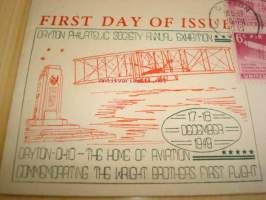 FIRST DAY OF ISSUE
DAYTON PHILATELIC SOCIETY ANNUAL EXHIBITION
17-18
DECEMBER
1949
DAYTON-OHIO - THE HOME OF AVIATION
COMMEMORATING THE WRIGHT BROTHERS FIRST FLIGHT